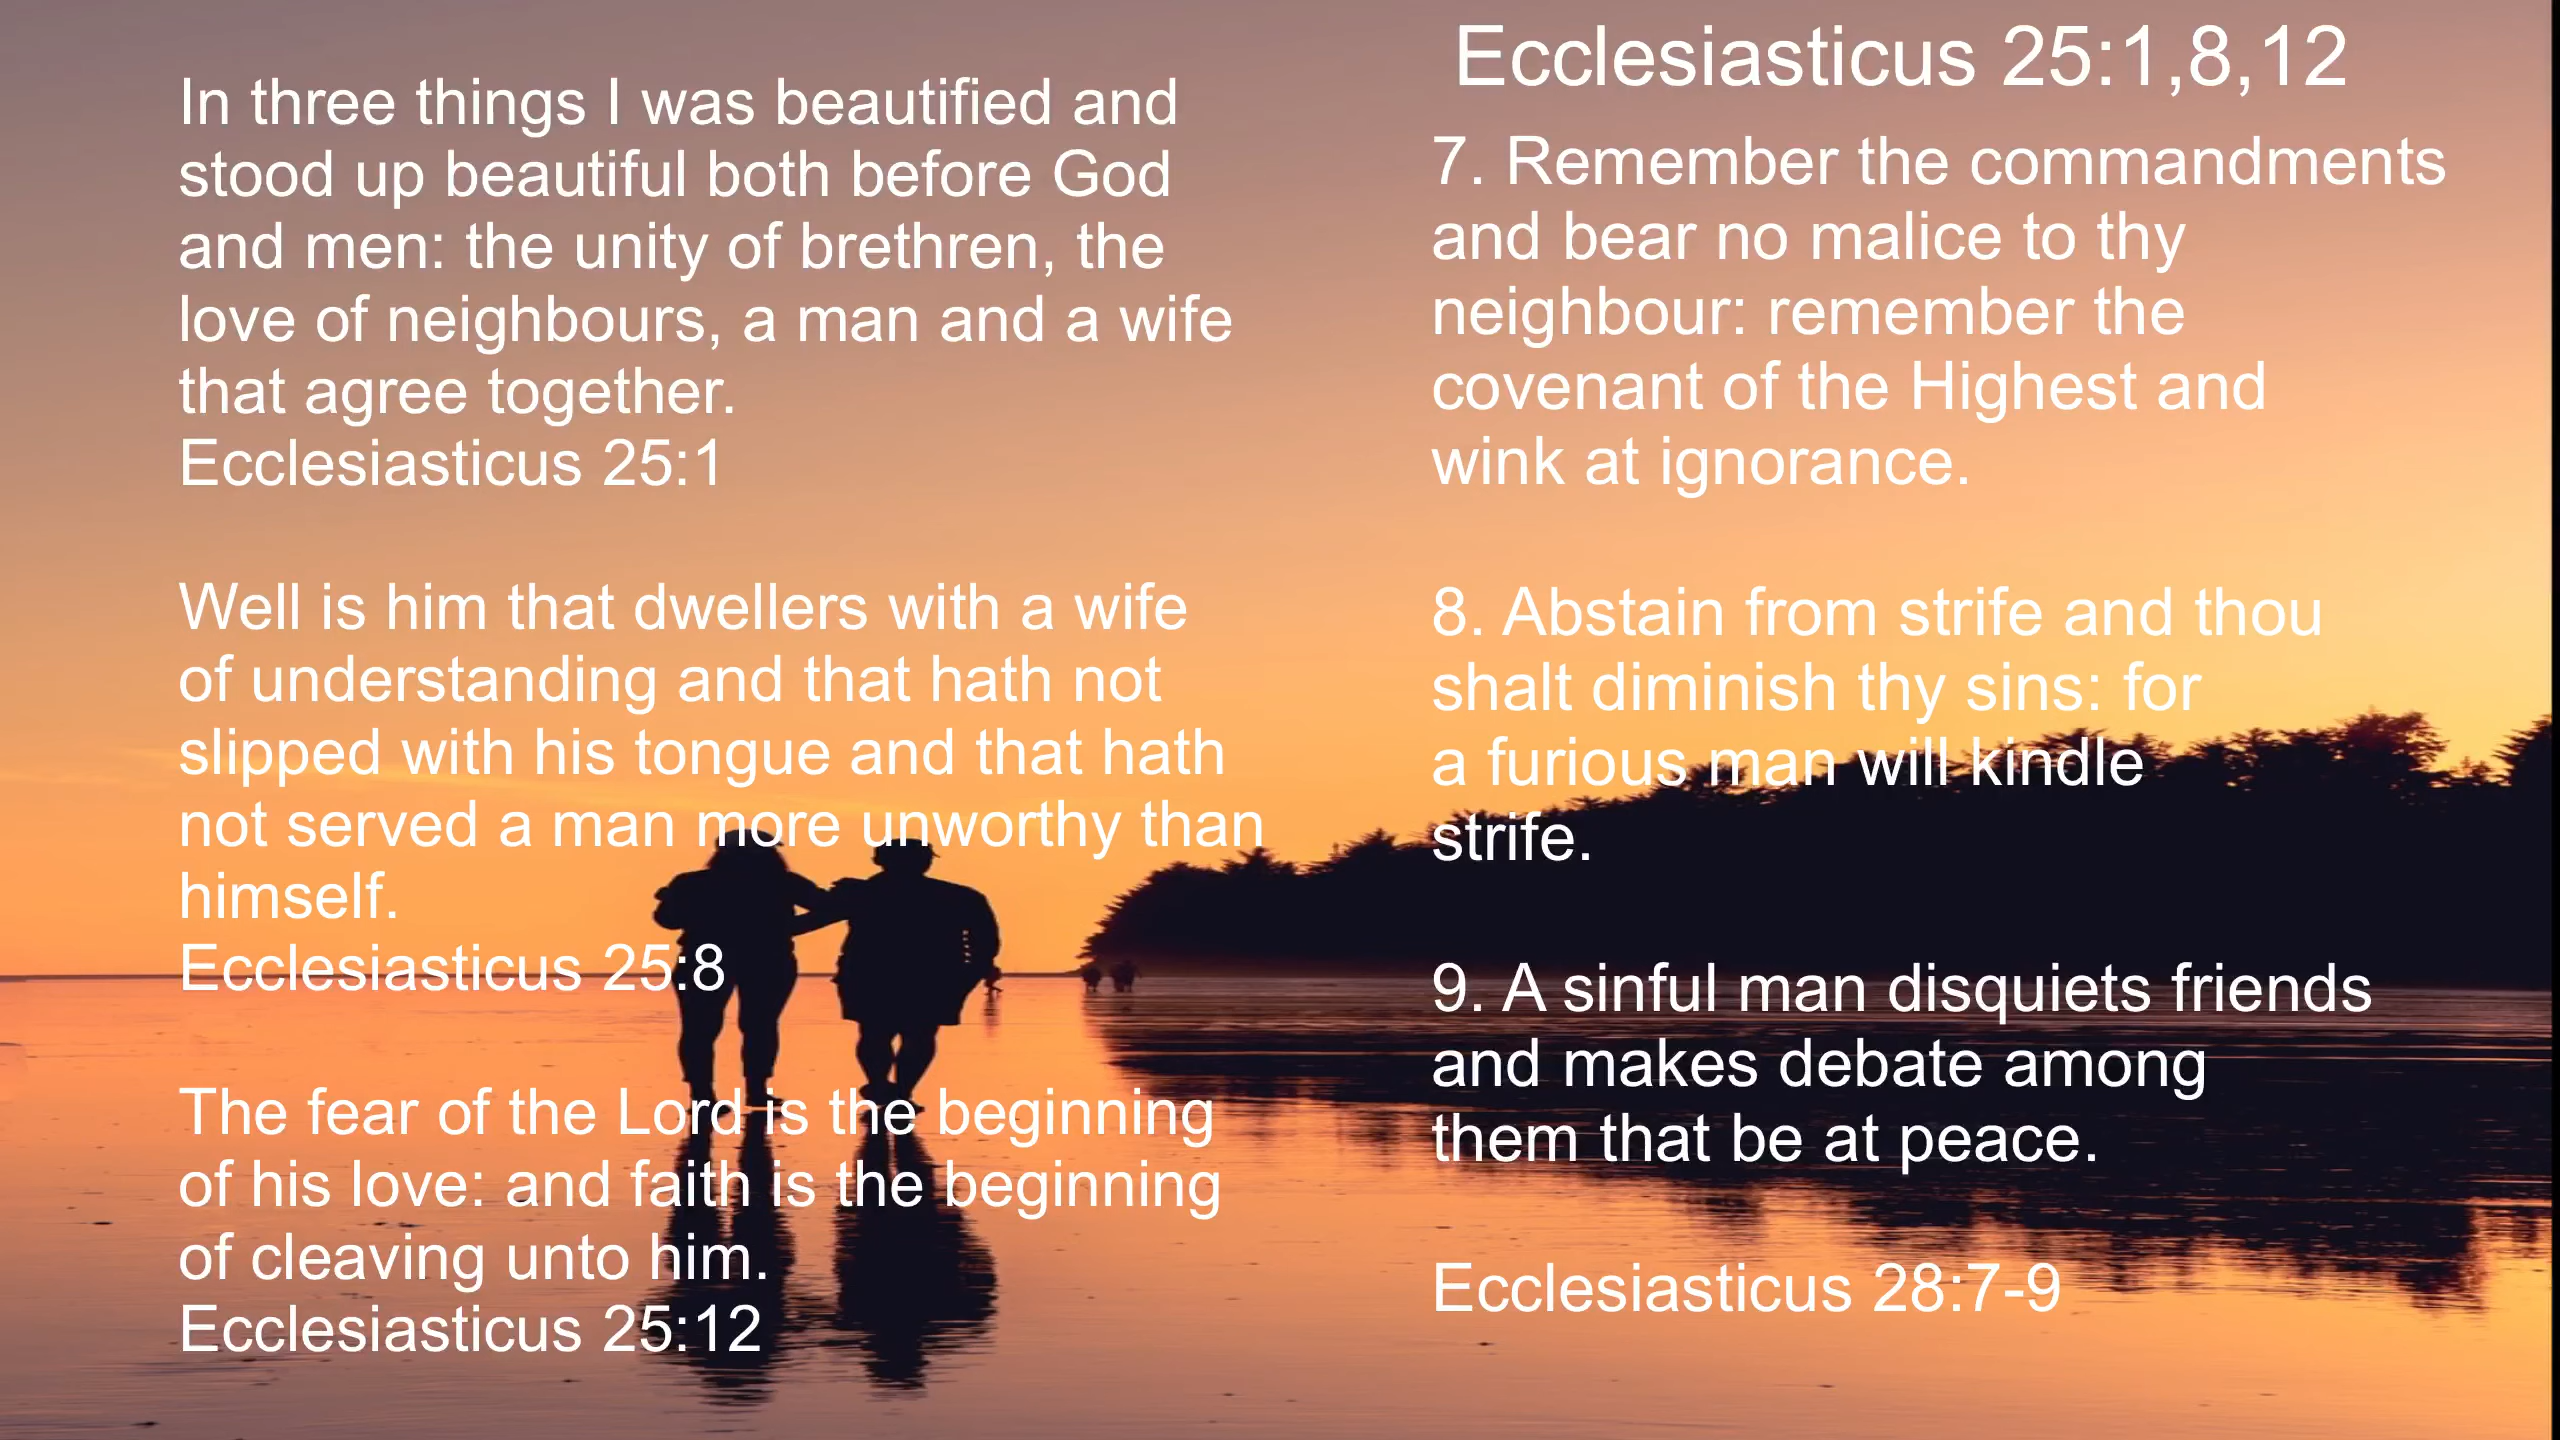 In three things I was beautified and
stood up beautiful both before God
and men: the unity of brethren, the
love of neighbours, a man and a wife
that agree together.
Ecclesiasticus 25:1
Well is him that dwellers with a wife
of understanding and that hath not
slipped with his tongue and that hath
not served a man more unworthy than
himself.
Ecclesiasticus 25:8
The fear of the Lord is the beginning
of his love: and faith is the beginning
of cleaving unto him.
Ecclesiasticus 25:12
Ecclesiasticus 25:1,8,12
7. Remember the commandments
and bear no malice to thy
neighbour: remember the
covenant of the Highest and
wink at ignorance.
8. Abstain from strife and thou
shalt diminish thy sins: for
a furious man will kindle
strife.
9. A sinful man disquiets friends
and makes debate among
them that be at peace.
Ecclesiasticus 28:7-9